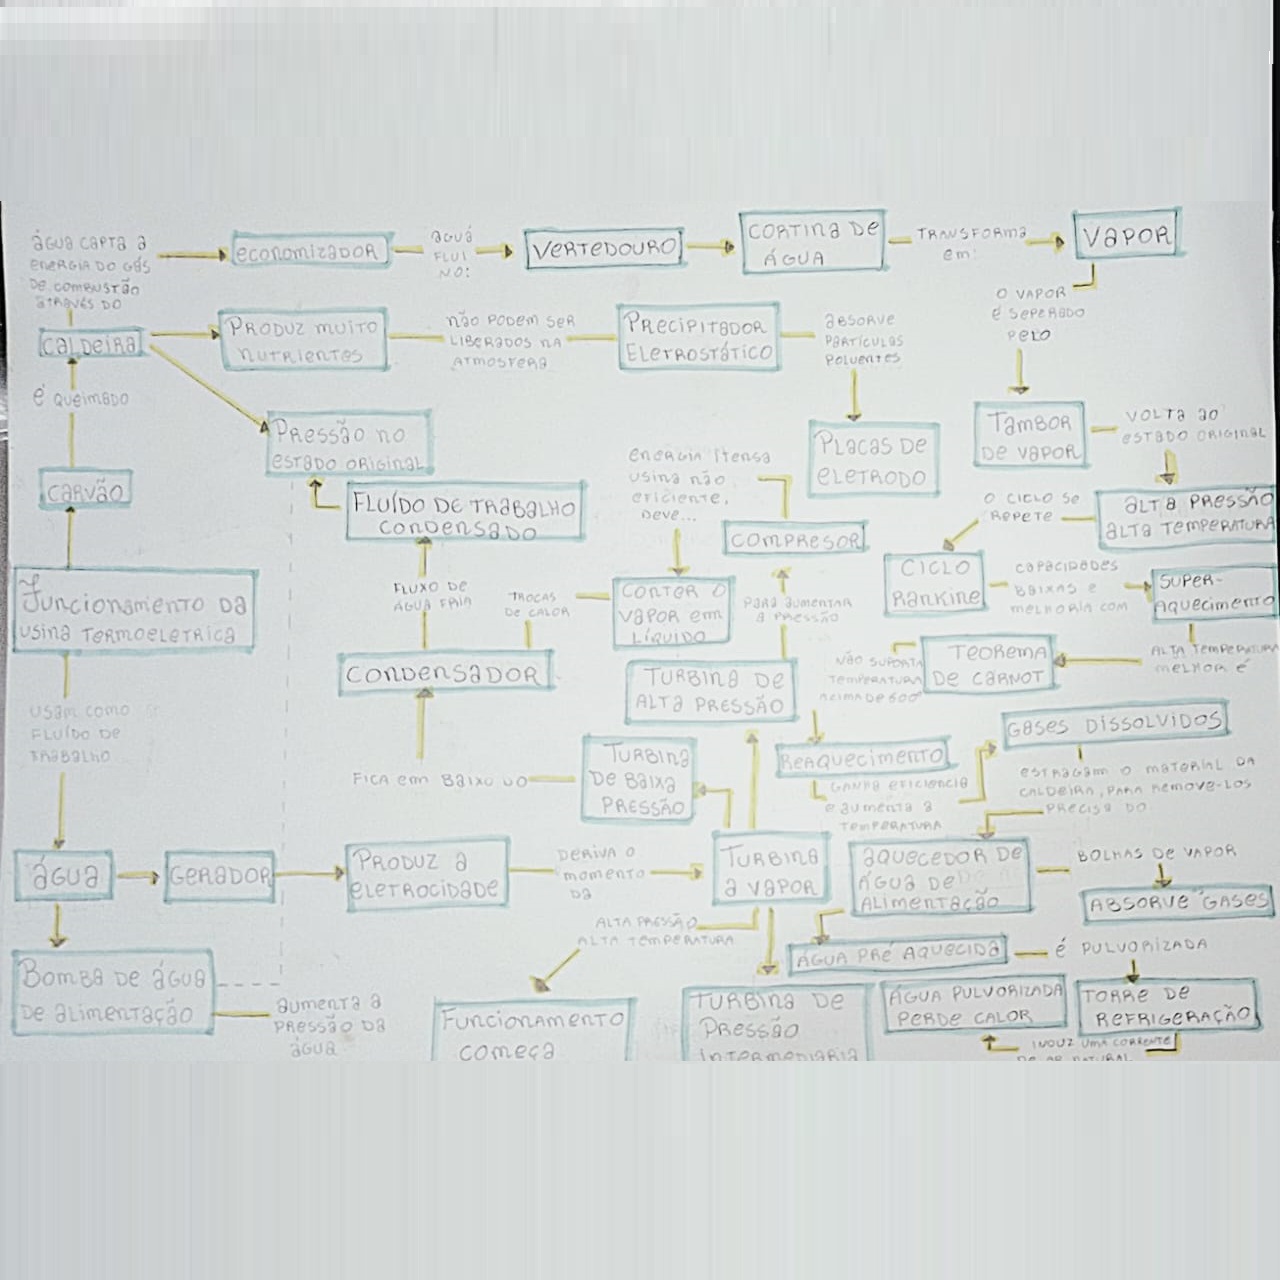 água capta a
energia do gás
de combustão
através do
economizador
aguá
flui
no:
vertedouro
cortina de
água
transforma
em:
vapor
o vapor
é seperado
pelo
caldeira
Produz muito
nutrientes
não podem ser
liberados na
atmosfera
Precipitador
eletrostático
absorve
partículas
poluentes
é queimado
Pressão no
estado original
energia itensa
usina não
eficiente,
deve...
Placas de
eletrodo
Tambor
de vapor
volta ao
estado original
carvão
fluído de trabalho
condensado
compresor
o ciclo se
repete
alta pressão
alta temperatura
Funcionamento da
usina termoeletrica
fluxo de
água fria
trocas
de calor
conter o
vapor em
líquido
para aumentar
a pressão
ciclo
rankine
capacidades
baixas e
melhoria com
super-
aquecimento
condensador
turbina de
alta pressão
não suporta
temperatura
acima de 600°
teorema
de carnot
alta temperatura
melhor é
usam como
fluído de
trabalho
fica em baixo do
turbina
de baixa
pressão
reaquecimento
ganha eficiencia
e aumenta a
temperatura
gases dissolvidos
estragam o material da
caldeira, para remove-los
precisa do
água
gerador
Produz a
eletrocidade
deriva o
momento
da
turbina
a vapor
aquecedor de
água de
alimentação
bolhas de vapor
absorve gases
alta pressão
alta temperatura
água pré aquecida
é pulverizada
Bomba de água
de alimentação
aumenta a
pressão da
água
Funcionamento
começa
turbina de
pressão
intermediaria
água pulvorizada
perde calor
torre de
refrigeração
induz uma corrente
de ar natural